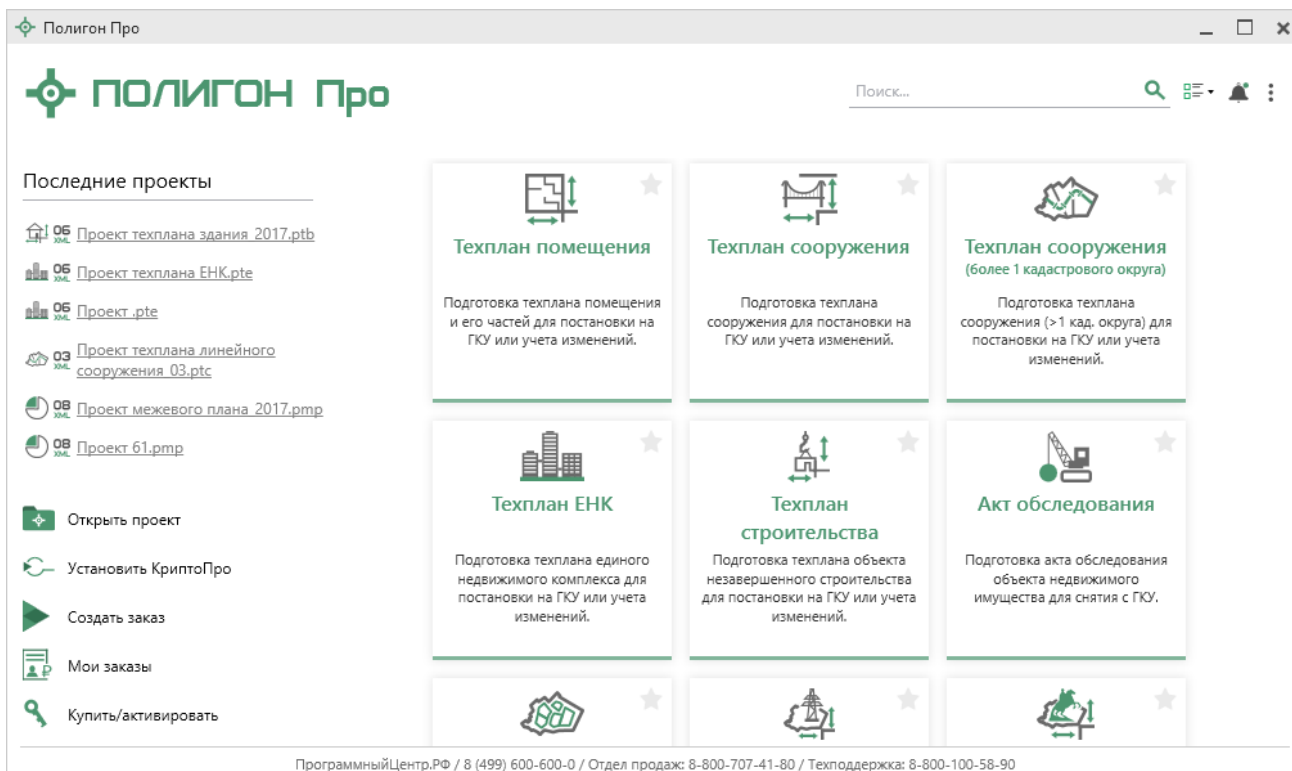 Полигон Про
ПОЛИГОН Про
Поиск...
Последние проекты
06 XML Проект техплана здания_2017.ptb
06 XML Проект техплана ЕНК.pte
06 XML Проект .pte
03 XML Проект техплана линейного
сооружения_03.ptc
08 XML Проект межевого плана_2017.pmp
08 XML Проект 61.pmp
Открыть проект
Установить КриптоПро
Создать заказ
Мои заказы
Купить/активировать
Техплан помещения
Подготовка техплана помещения
и его частей для постановки на
ГКУ или учета изменений.
Техплан сооружения
Подготовка техплана
сооружения для постановки на
ГКУ или учета изменений.
Техплан сооружения
(более 1 кадастрового округа)
Подготовка техплана
сооружения (>1 кад. округа) для
постановки на ГКУ или учета
изменений.
Техплан ЕНК
Подготовка техплана единого
недвижимого комплекса для
постановки на ГКУ или учета
изменений.
Техплан
строительства
Подготовка техплана объекта
незавершенного строительства
для постановки на ГКУ или учета
изменений.
Акт обследования
Подготовка акта обследования
объекта недвижимого
имущества для снятия с ГКУ.
ПрограммныйЦентр.РФ / 8 (499) 600-600-0 / Отдел продаж: 8-800-707-41-80 / Техподдержка: 8-800-100-58-90